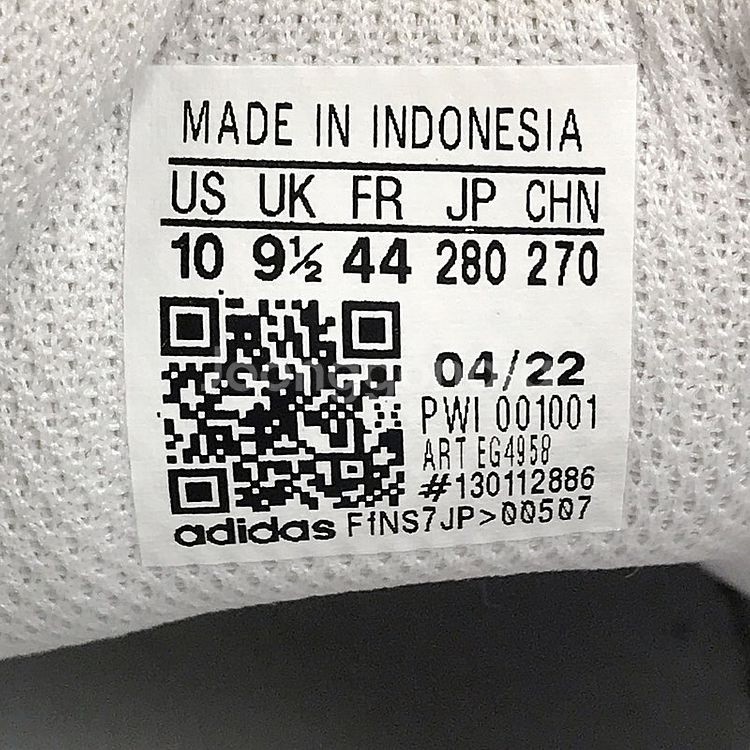 MADE IN INDONESIA
US UK FR JP CHN
10 9½ 44 280 270
04/22
PWI 001001
ART EG4958
#130112886
adidas FfNS7JP>00507